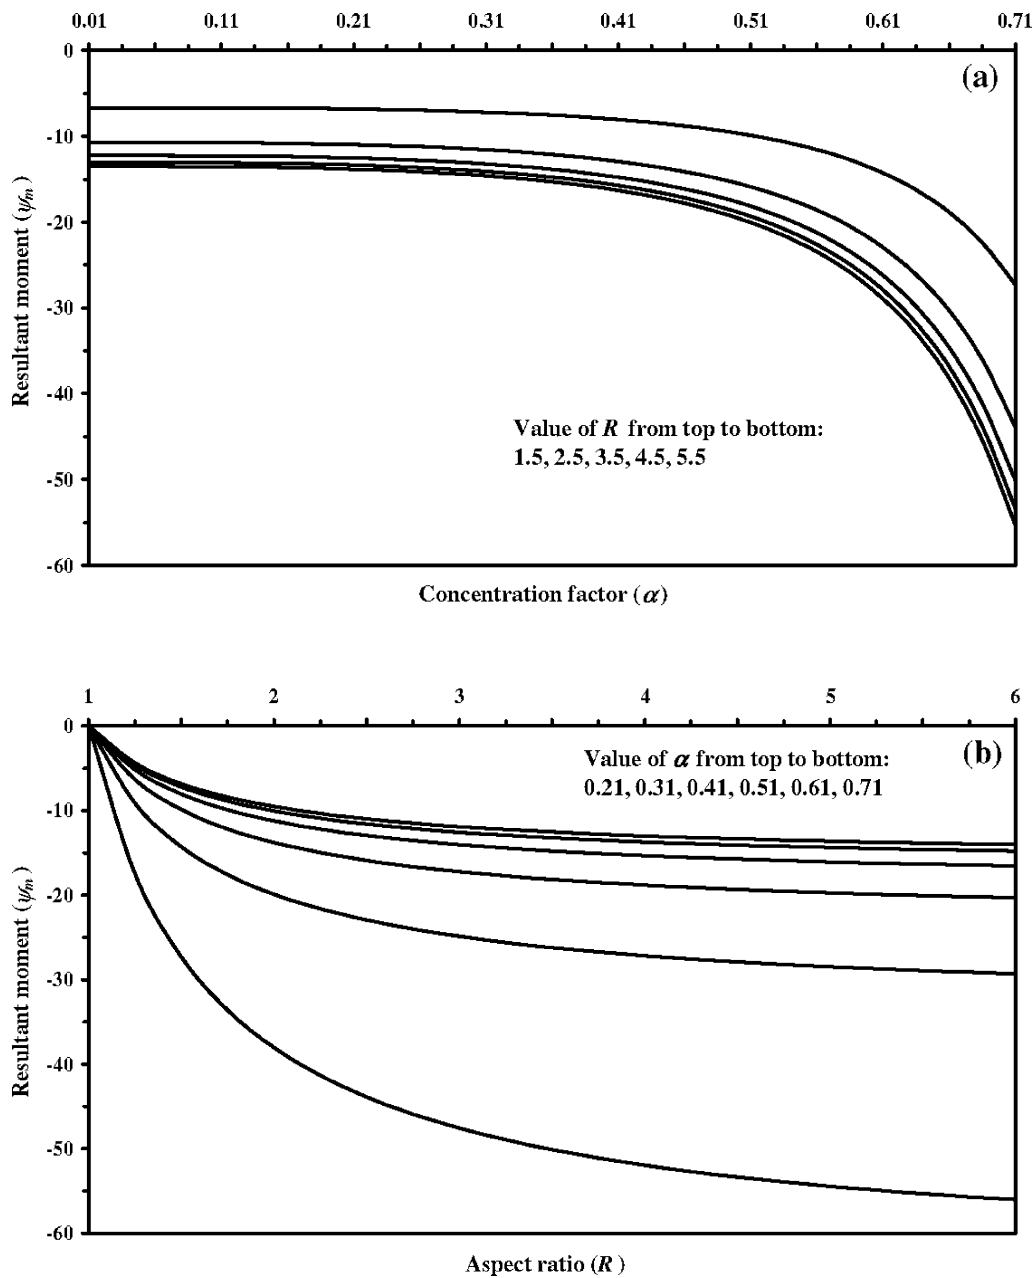 0.01 0.11 0.21 0.31 0.41 0.51 0.61 0.71
(a)
0
-10
-20
-30
-40
-50
-60
Resultant moment (ψm)
Value of R from top to bottom:
1.5, 2.5, 3.5, 4.5, 5.5
Concentration factor (α)
1 2 3 4 5 6
(b)
0
-10
-20
-30
-40
-50
-60
Resultant moment (ψm)
Value of α from top to bottom:
0.21, 0.31, 0.41, 0.51, 0.61, 0.71
Aspect ratio (R )